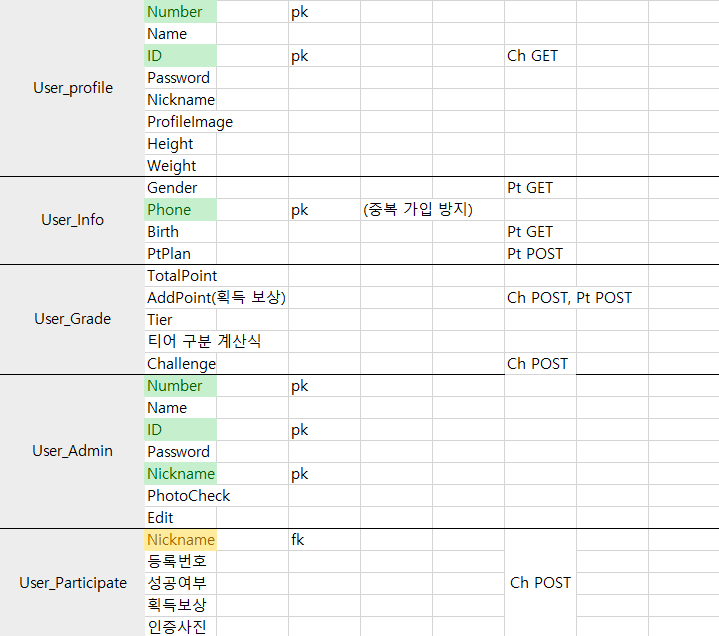 User_profile
Number pk
Name
ID pk Ch GET
Password
Nickname
ProfileImage
Height
Weight
User_Info
Gender Pt GET
Phone pk (중복 가입 방지)
Birth Pt GET
PtPlan Pt POST
User_Grade
TotalPoint
AddPoint(획득 보상) Ch POST, Pt POST
Tier
티어 구분 계산식
Challenge Ch POST
User_Admin
Number pk
Name
ID pk
Password
Nickname pk
PhotoCheck
Edit
User_Participate
Nickname fk
등록번호
성공여부 Ch POST
획득보상
인증사진